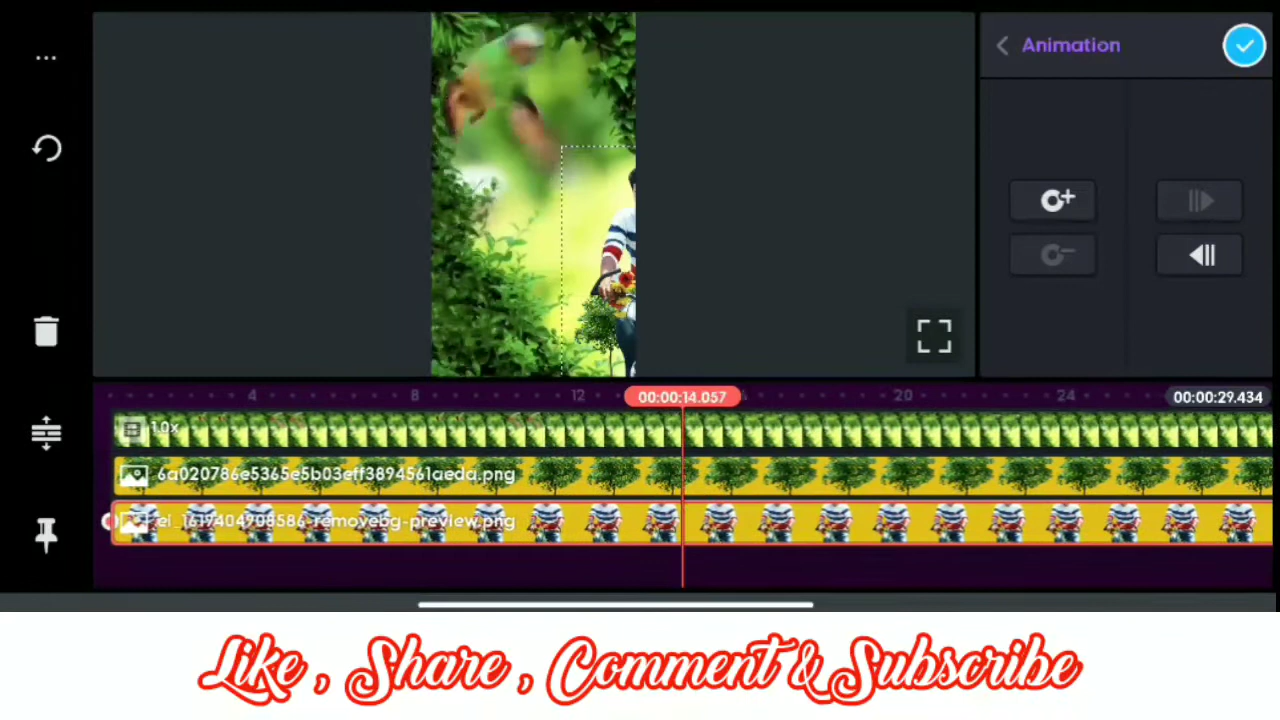 Animation
4 8 12 00:00:14.057 20 24 00:00:29.434
1.0x
6a020786e5365e5b03eff3894561aeda.png
ei_1619404908586-removebg-preview.png
Like , Share , Comment & Subscribe